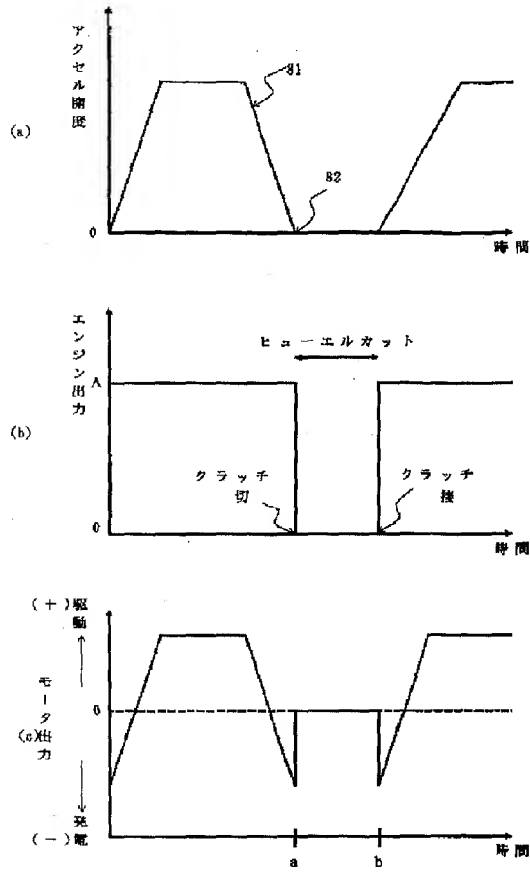 アクセル開度
81
82
(a)
0
時間
エンジン出力
ヒューエルカット
A
(b)
クラッチ
切
クラッチ
接
0
時間
(+)駆動
モータ出力
0
(c)
(-)発電
時間
a
b